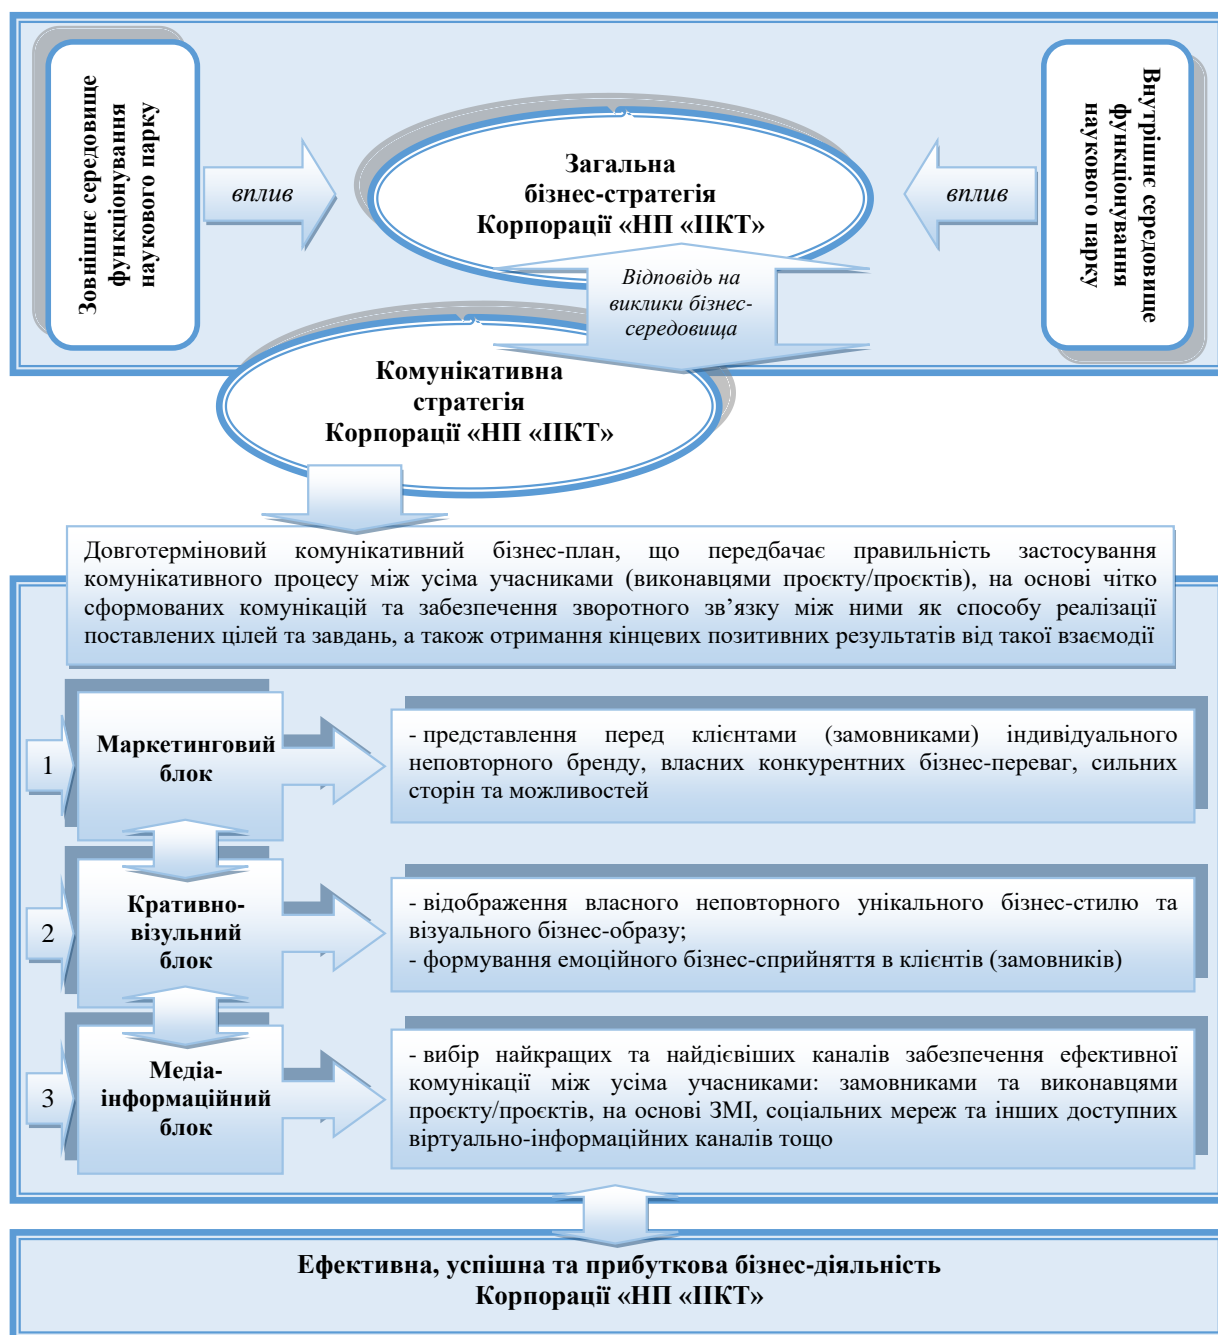 Зовнішнє середовище
функціонування
наукового парку
вплив
Загальна
бізнес-стратегія
Корпорації «НП «ІІКТ»
вплив
Внутрішнє середовище
функціонування
наукового парку
Відповідь на
виклики бізнес-
середовища
Комунікативна
стратегія
Корпорації «НП «ІІКТ»
Довготерміновий комунікативний бізнес-план, що передбачає правильність застосування
комунікативного процесу між усіма учасниками (виконавцями проєкту/проєктів), на основі чітко
сформованих комунікацій та забезпечення зворотного зв’язку між ними як способу реалізації
поставлених цілей та завдань, а також отримання кінцевих позитивних результатів від такої взаємодії
1
Маркетинговий
блок
- представлення перед клієнтами (замовниками) індивідуального
неповторного бренду, власних конкурентних бізнес-переваг, сильних
сторін та можливостей
2
Кративно-
візульний
блок
- відображення власного неповторного унікального бізнес-стилю та
візуального бізнес-образу;
- формування емоційного бізнес-сприйняття в клієнтів (замовників)
3
Медіа-
інформаційний
блок
- вибір найкращих та найдієвіших каналів забезпечення ефективної
комунікації між усіма учасниками: замовниками та виконавцями
проєкту/проєктів, на основі ЗМІ, соціальних мереж та інших доступних
віртуально-інформаційних каналів тощо
Ефективна, успішна та прибуткова бізнес-діяльність
Корпорації «НП «ІІКТ»